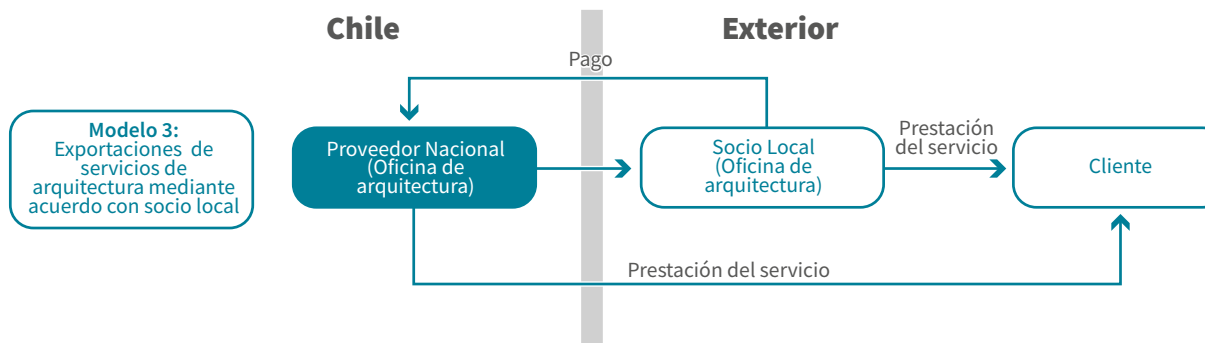 Chile
Exterior
Pago
Modelo 3:
Exportaciones de
servicios de
arquitectura mediante
acuerdo con socio local
Proveedor Nacional
(Oficina de
arquitectura)
Socio Local
(Oficina de
arquitectura)
Prestación
del servicio
Cliente
Prestación del servicio